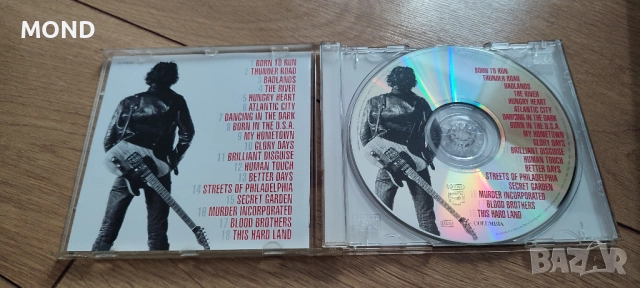 MOND
1 BORN TO RUN
2 THUNDER ROAD
3 BADLANDS
4 THE RIVER
5 HUNGRY HEART
6 ATLANTIC CITY
7 DANCING IN THE DARK
8 BORN IN THE U.S.A.
9 MY HOMETOWN
10 GLORY DAYS
11 BRILLIANT DISGUISE
12 HUMAN TOUCH
13 BETTER DAYS
14 STREETS OF PHILADELPHIA
15 SECRET GARDEN
16 MURDER INCORPORATED
17 BLOOD BROTHERS
18 THIS HARD LAND
BORN TO RUN
THUNDER ROAD
BADLANDS
THE RIVER
HUNGRY HEART
ATLANTIC CITY
DANCING IN THE DARK
BORN IN THE U.S.A.
MY HOMETOWN
GLORY DAYS
BRILLIANT DISGUISE
HUMAN TOUCH
BETTER DAYS
STREETS OF PHILADELPHIA
SECRET GARDEN
MURDER INCORPORATED
BLOOD BROTHERS
THIS HARD LAND
COLUMBIA
BAZAR